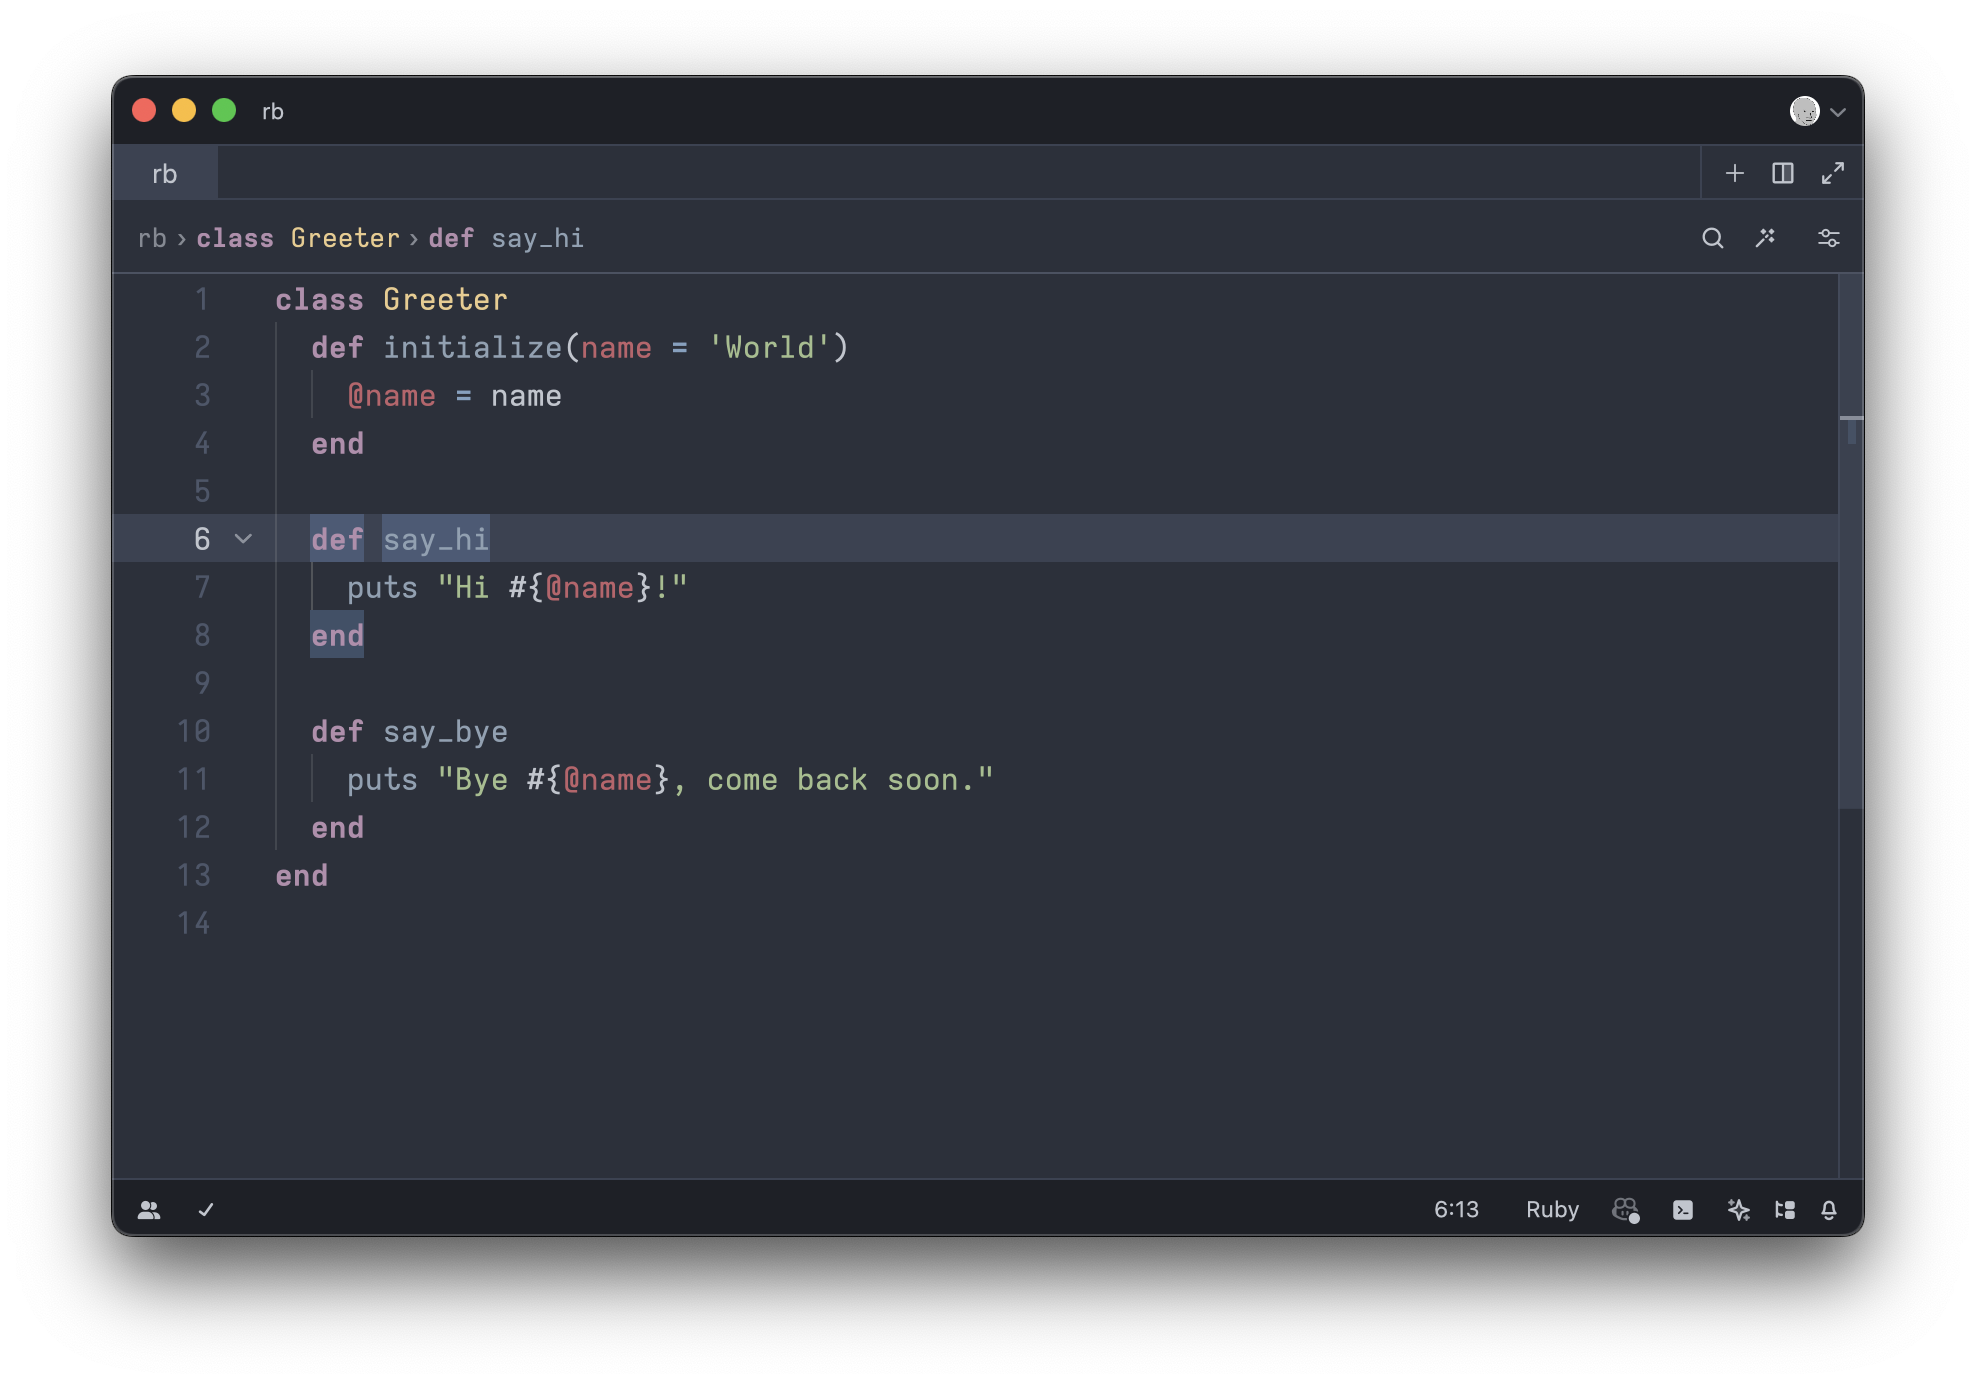 rb
rb
rb › class Greeter › def say_hi
1 class Greeter
2   def initialize(name = 'World')
3     @name = name
4   end
5
6   def say_hi
7     puts "Hi #{@name}!"
8   end
9
10   def say_bye
11     puts "Bye #{@name}, come back soon."
12   end
13 end
14
6:13 Ruby